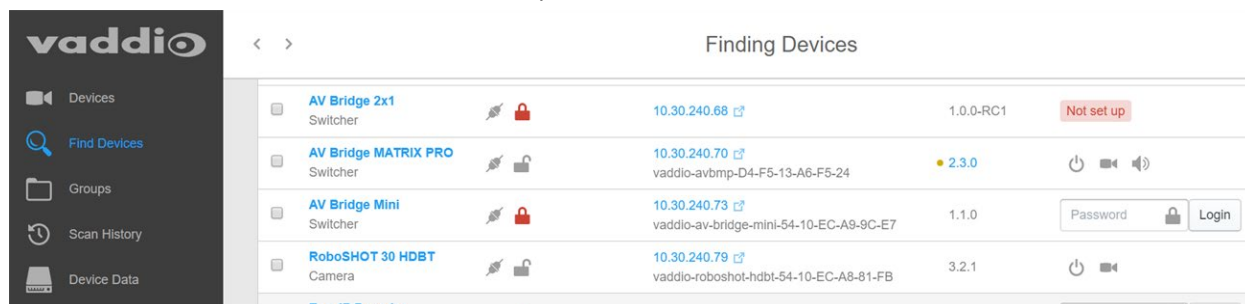 vaddio
Finding Devices
Devices
Find Devices
Groups
Scan History
Device Data
AV Bridge 2x1
Switcher
10.30.240.68
1.0.0-RC1
Not set up
AV Bridge MATRIX PRO
Switcher
10.30.240.70
vaddio-avbmp-D4-F5-13-A6-F5-24
2.3.0
AV Bridge Mini
Switcher
10.30.240.73
vaddio-av-bridge-mini-54-10-EC-A9-9C-E7
1.1.0
Password
Login
RoboSHOT 30 HDBT
Camera
10.30.240.79
vaddio-roboshot-hdbt-54-10-EC-A8-81-FB
3.2.1